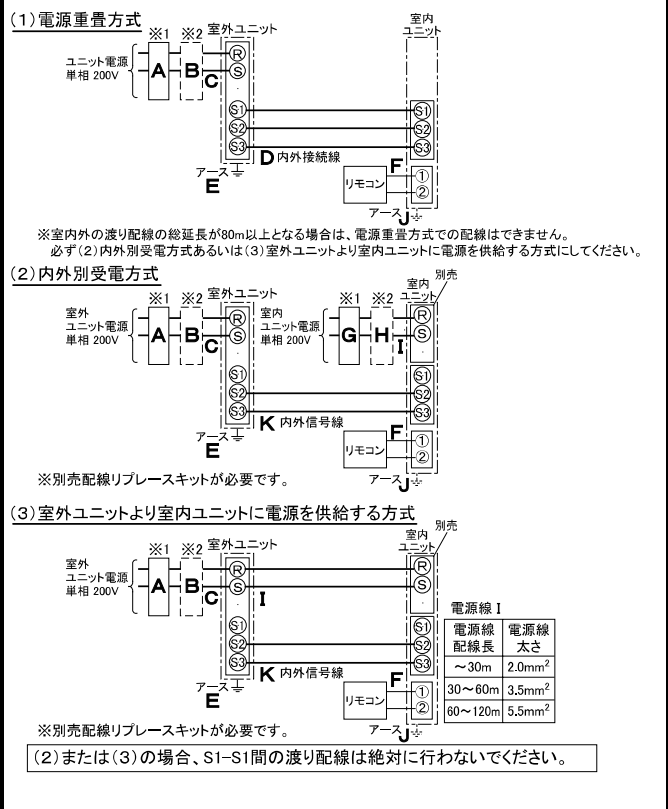 (1)電源重畳方式
※1 ※2 室外ユニット
室内
ユニット
ユニット電源
単相 200V
A B C
R
S
S1 S1
S2 S2
S3 S3
D 内外接続線
アース
E
F
リモコン
①
②
アース J
※室内外の渡り配線の総延長が80m以上となる場合は、電源重畳方式での配線はできません。
必ず(2)内外別受電方式あるいは(3)室外ユニットより室内ユニットに電源を供給する方式にしてください。
(2)内外別受電方式
※1 ※2 室外ユニット
※1 ※2 室内
ユニット
別売
室外
ユニット電源
単相 200V
A B C
R
S
室内
ユニット電源
単相 200V
G H I
R
S
S1 S1
S2 S2
S3 S3
K 内外信号線
アース
E
F
リモコン
①
②
アース J
※別売配線リプレースキットが必要です。
(3)室外ユニットより室内ユニットに電源を供給する方式
※1 ※2 室外ユニット
室内
ユニット
別売
室外
ユニット電源
単相 200V
A B C
R R
S I S
S1 S1
S2 S2
S3 S3
K 内外信号線
アース
E
F
リモコン
①
②
アース J
電源線 I
電源線 電源線
配線長 太さ
～30m 2.0mm²
30～60m 3.5mm²
60～120m 5.5mm²
※別売配線リプレースキットが必要です。
(2)または(3)の場合、S1-S1間の渡り配線は絶対に行わないでください。